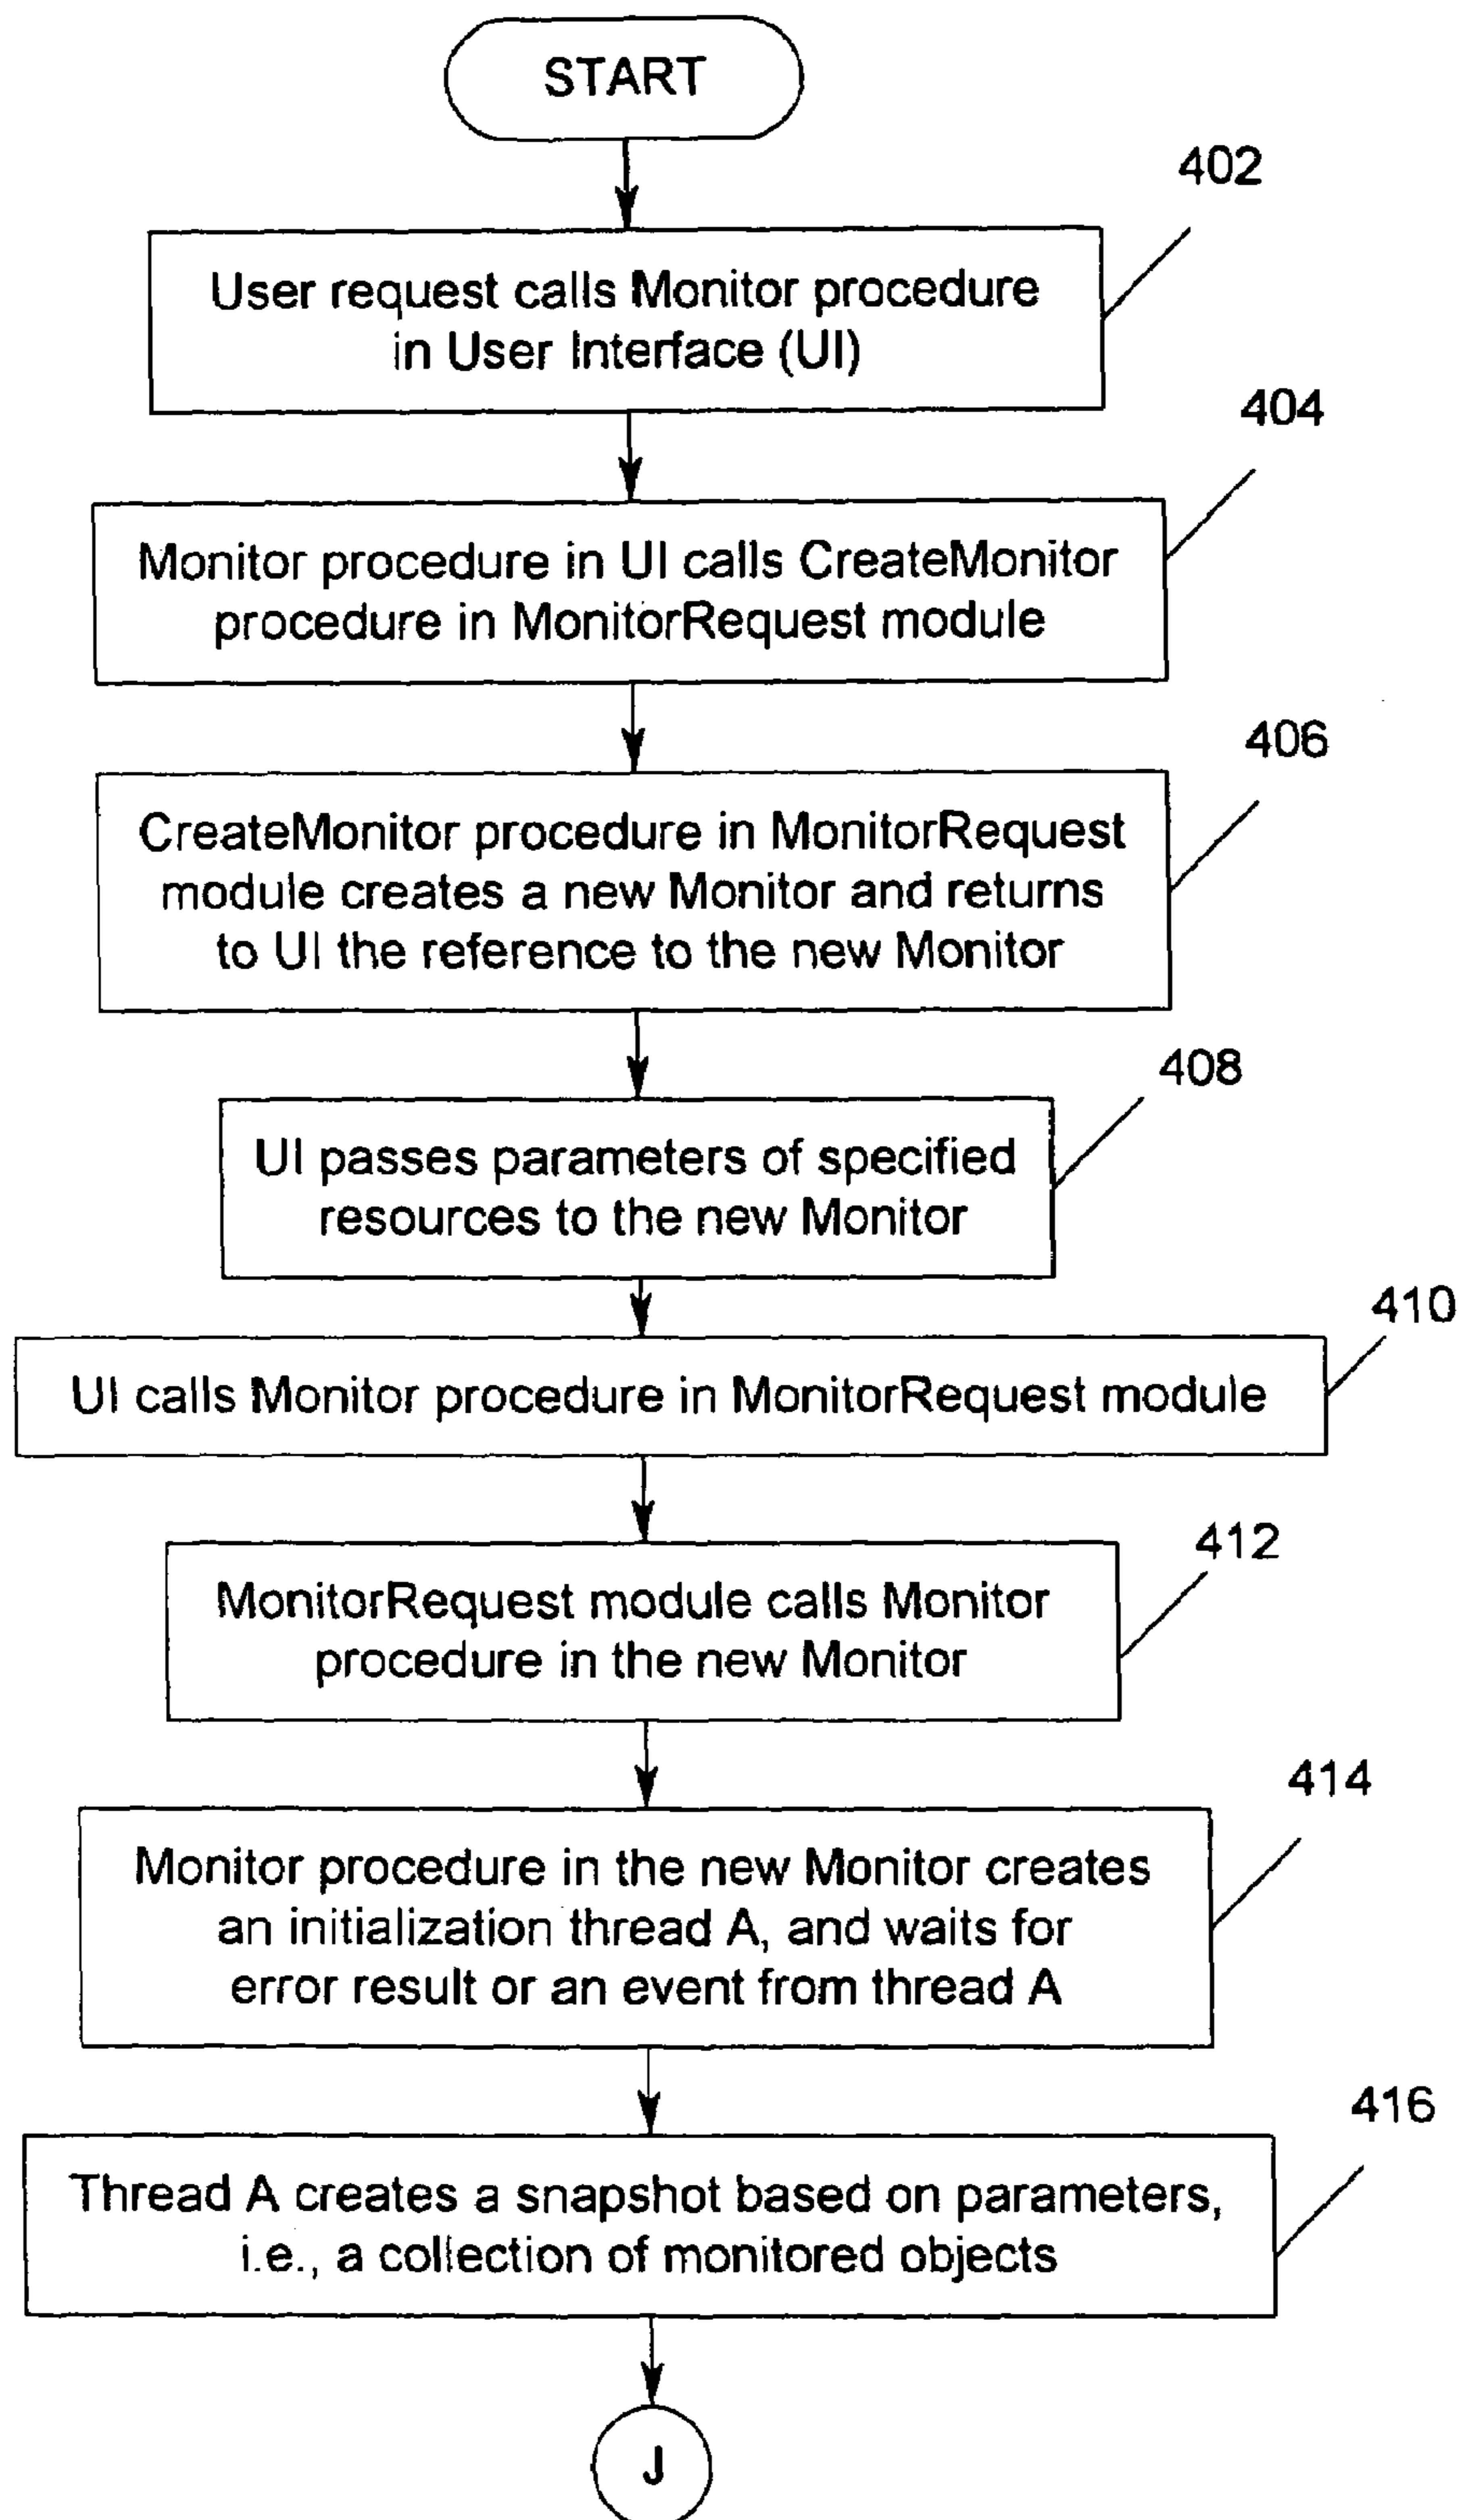 START
402
User request calls Monitor procedure
in User Interface (UI)
404
Monitor procedure in UI calls CreateMonitor
procedure in MonitorRequest module
406
CreateMonitor procedure in MonitorRequest
module creates a new Monitor and returns
to UI the reference to the new Monitor
408
UI passes parameters of specified
resources to the new Monitor
410
UI calls Monitor procedure in MonitorRequest module
412
MonitorRequest module calls Monitor
procedure in the new Monitor
414
Monitor procedure in the new Monitor creates
an initialization thread A, and waits for
error result or an event from thread A
416
Thread A creates a snapshot based on parameters,
i.e., a collection of monitored objects
J